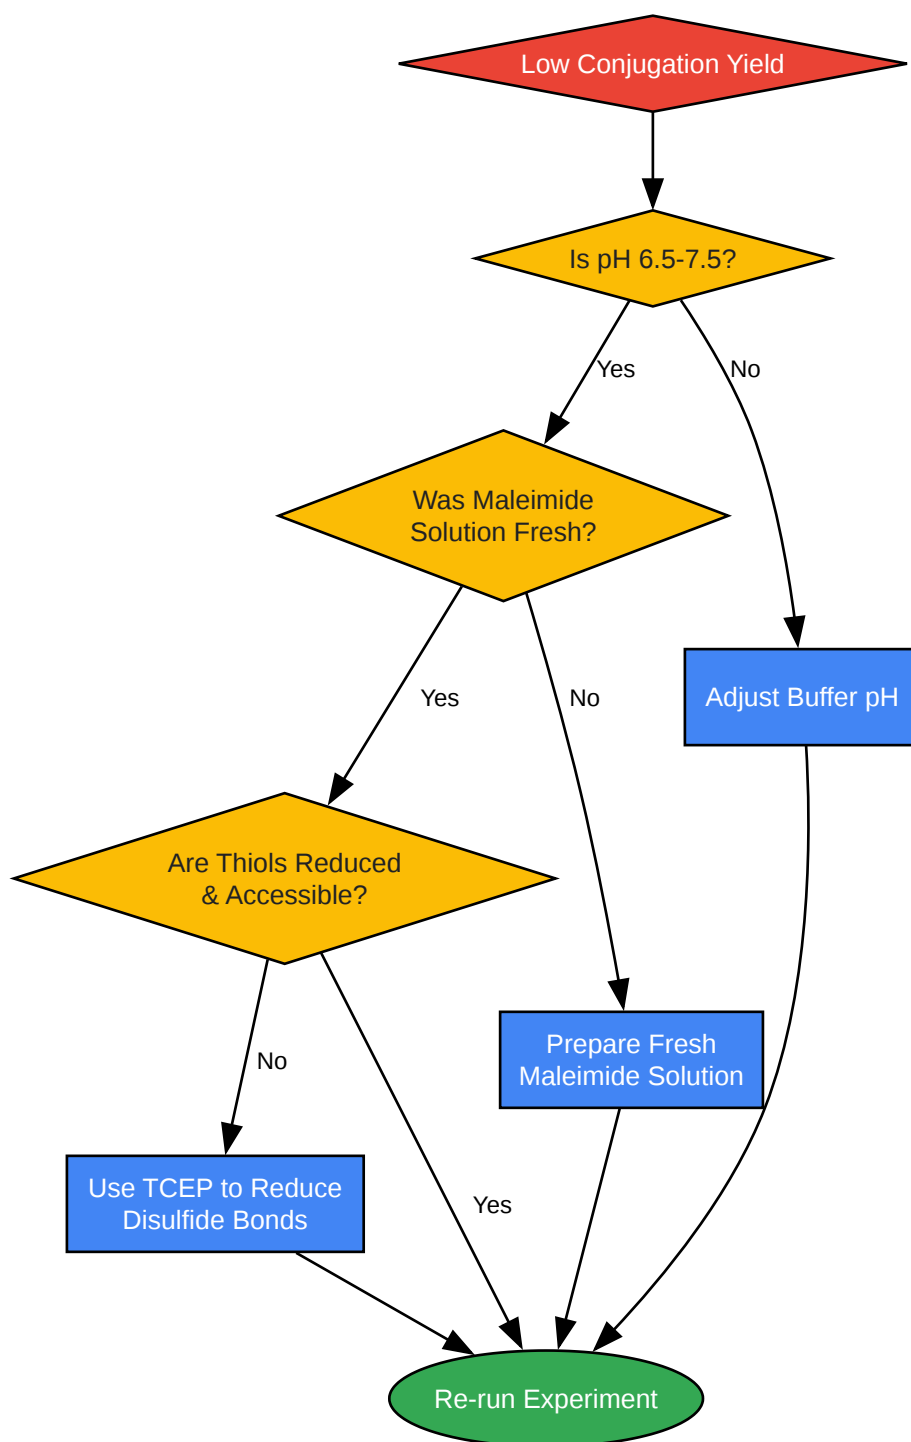 Low Conjugation Yield
Is pH 6.5-7.5?
Yes
No
Was Maleimide
Solution Fresh?
Yes
No
Adjust Buffer pH
Are Thiols Reduced
& Accessible?
No
Yes
Prepare Fresh
Maleimide Solution
Use TCEP to Reduce
Disulfide Bonds
Re-run Experiment